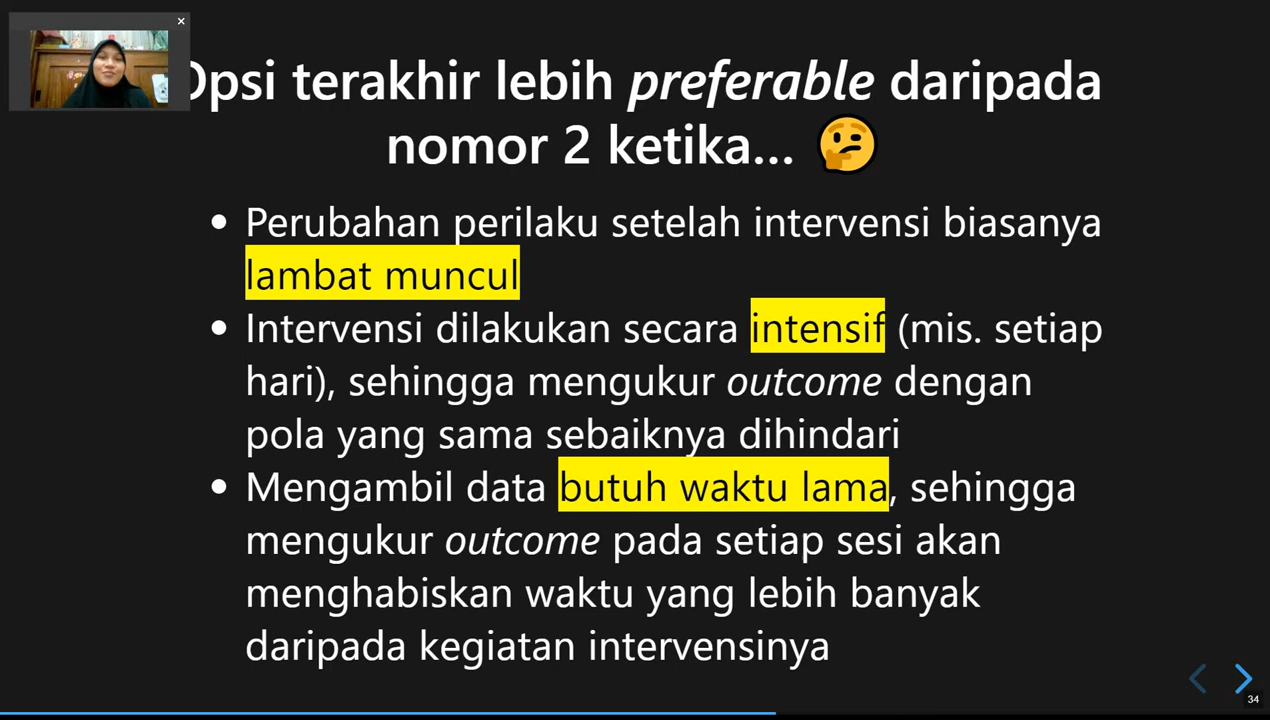 Opsi terakhir lebih preferable daripada
nomor 2 ketika...
• Perubahan perilaku setelah intervensi biasanya
lambat muncul
• Intervensi dilakukan secara intensif (mis. setiap
hari), sehingga mengukur outcome dengan
pola yang sama sebaiknya dihindari
• Mengambil data butuh waktu lama, sehingga
mengukur outcome pada setiap sesi akan
menghabiskan waktu yang lebih banyak
daripada kegiatan intervensinya
34